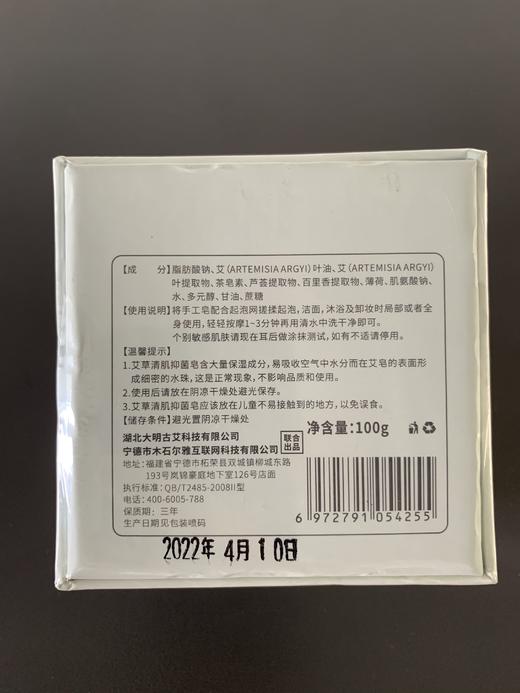 【成 分】脂肪酸钠、艾(ARTEMISIA ARGYI)叶油、艾(ARTEMISIA ARGYI)
叶提取物、茶皂素、芦荟提取物、百里香提取物、薄荷、肌氨酸钠、
水、多元醇、甘油、蔗糖
【使用说明】将手工皂配合起泡网搓揉起泡,洁面,沐浴及卸妆时局部或者全
身使用,轻轻按摩1~3分钟再用清水中洗干净即可。
个别敏感肌肤请现在耳后做涂抹测试,如有不适请停用。
【温馨提示】
1.艾草清肌抑菌皂含大量保湿成分,易吸收空气中水分而在艾皂的表面形
成细密的水珠,这是正常现象,不影响品质和使用。
2.使用后请放在阴凉干燥处避光保存。
3.艾草清肌抑菌皂应该放在儿童不易接触到的地方,以免误食。
【储存条件】避光置阴凉干燥处
湖北大明古艾科技有限公司
宁德市水石尔雅互联网科技有限公司
联合
出品
净含量:100g
地址:福建省宁德市柘荣县双城镇柳城东路
193号岚锦豪庭地下室126号店面
执行标准:QB/T2485-2008II型
电话:400-6005-788
保质期:三年
生产日期见包装喷码
6 972791 054255
2022年 4月10日